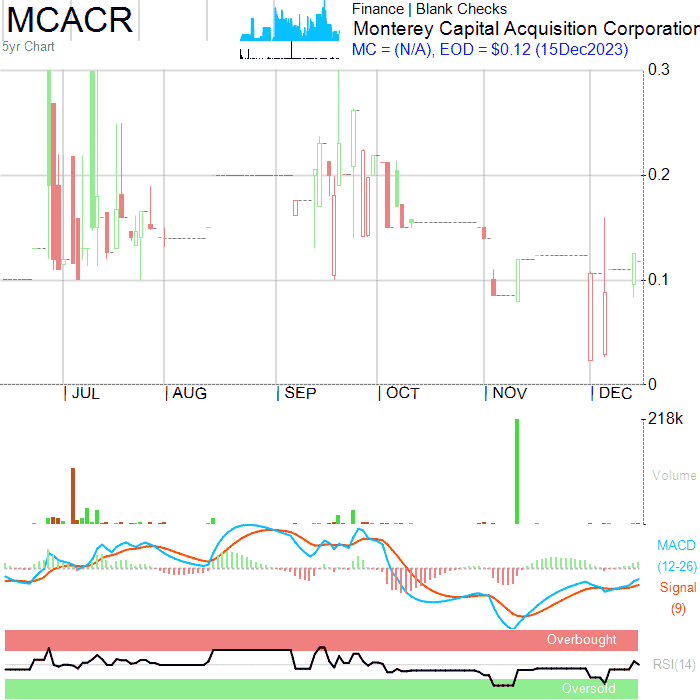 MCACR
5yr Chart
Finance | Blank Checks
Monterey Capital Acquisition Corporation
MC = (N/A), EOD = $0.12 (15Dec2023)
0.3
0.2
0.1
0
| JUL | AUG | SEP | OCT | NOV | DEC
218k
Volume
MACD
(12-26)
Signal
(9)
Overbought
RSI(14)
Oversold